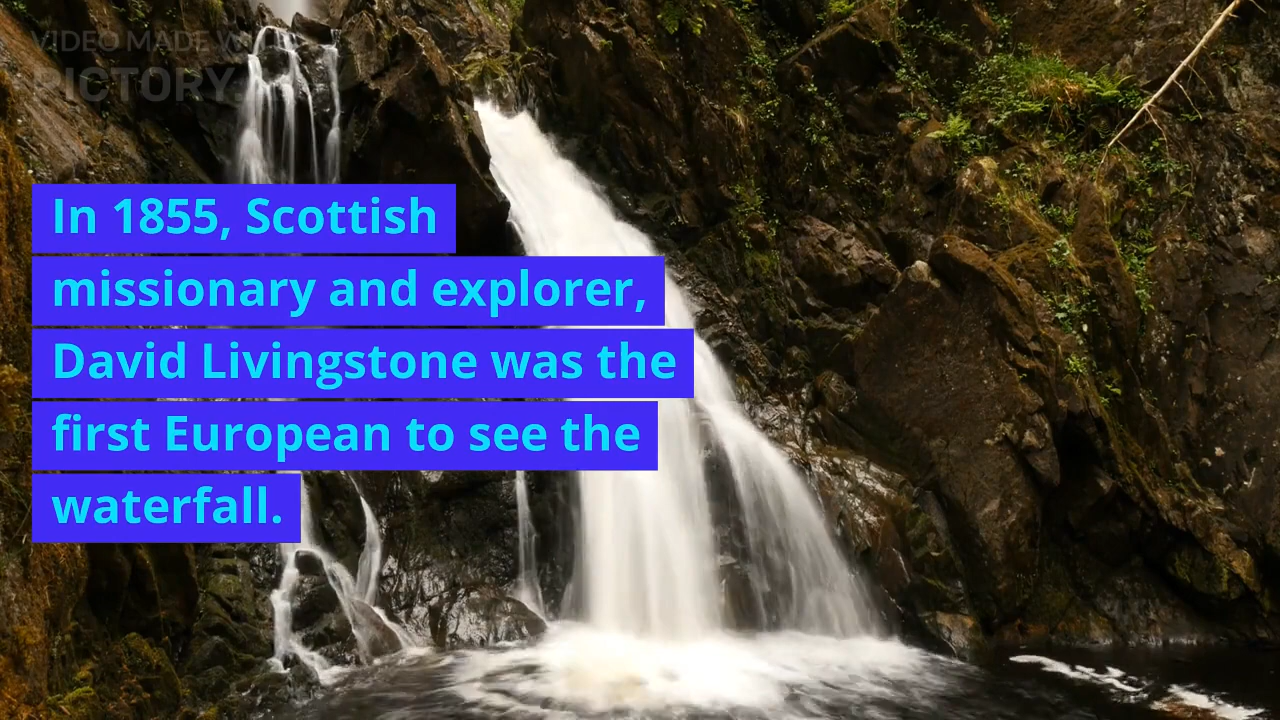 VIDEO MADE WITH
PICTORY
In 1855, Scottish
missionary and explorer,
David Livingstone was the
first European to see the
waterfall.